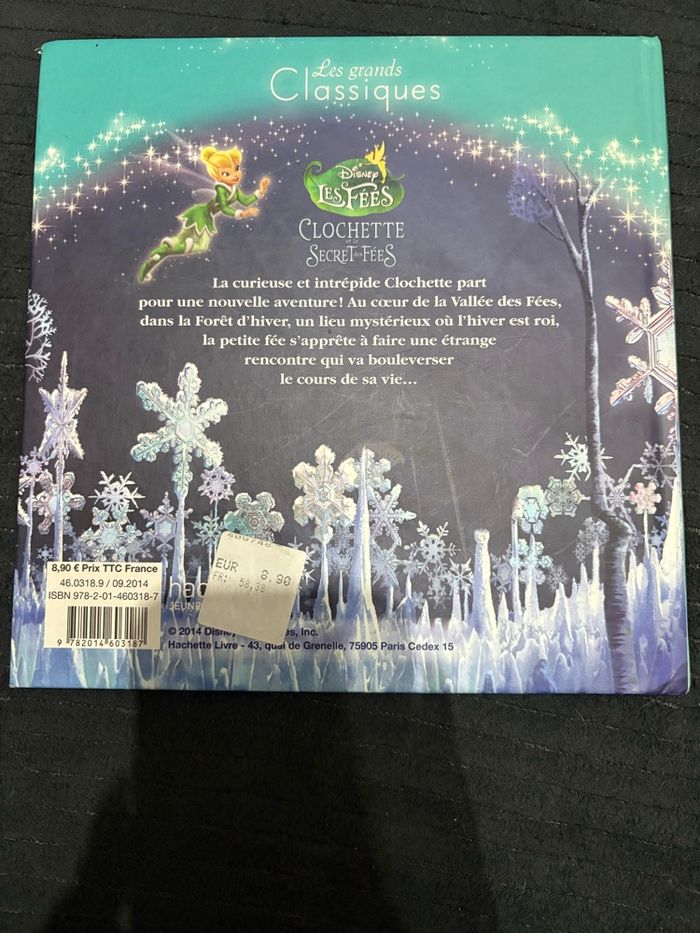 Les grands
Classiques
Disney
Les Fées
Clochette
et le
Secret des Fées
La curieuse et intrépide Clochette part
pour une nouvelle aventure! Au cœur de la Vallée des Fées,
dans la Forêt d'hiver, un lieu mystérieux où l'hiver est roi,
la petite fée s'apprête à faire une étrange
rencontre qui va bouleverser
le cours de sa vie…
8,90 € Prix TTC France
46.0318.9 / 09.2014
ISBN 978-2-01-460318-7
9 782014 603187
EUR 8,90
FR: 58,38
© 2014 Disney Inc.
Hachette Livre - 43, quai de Grenelle, 75905 Paris Cedex 15